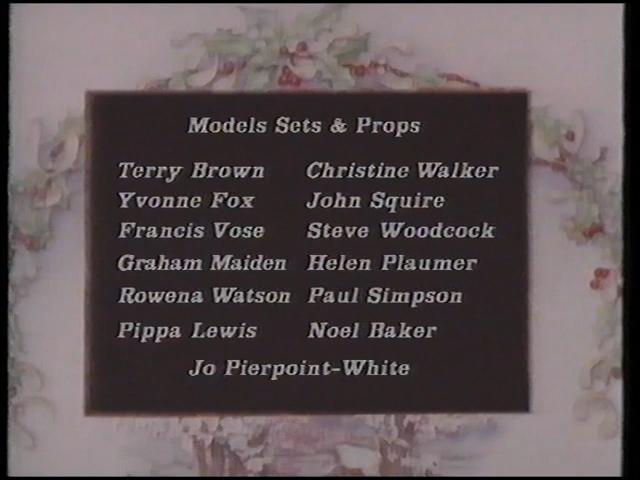 Models Sets & Props
Terry Brown Christine Walker
Yvonne Fox John Squire
Francis Vose Steve Woodcock
Graham Maiden Helen Plaumer
Rowena Watson Paul Simpson
Pippa Lewis Noel Baker
Jo Pierpoint-White